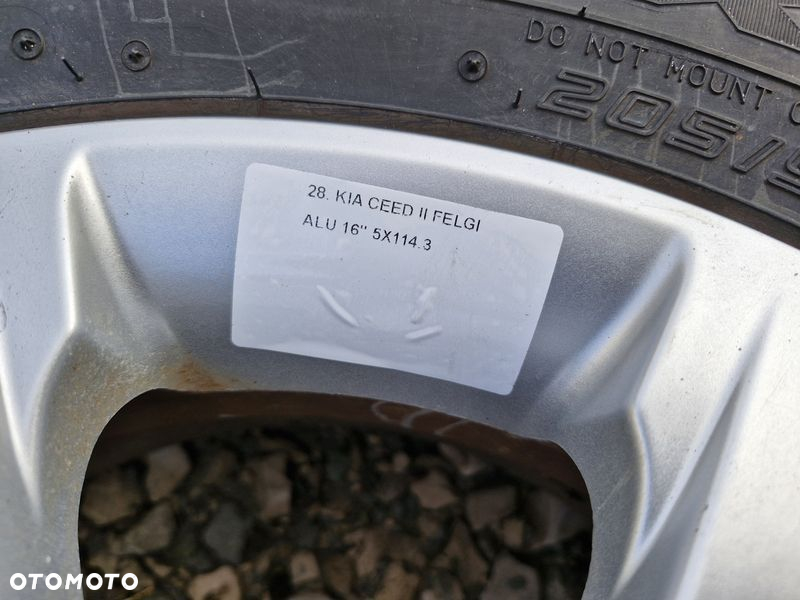 DO NOT MOUNT
205/5
28. KIA CEED II FELGI
ALU 16" 5X114.3
OTOMOTO